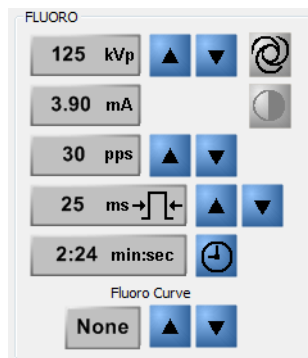 FLUORO
125 kVp
3.90 mA
30 pps
25 ms
2:24 min:sec
Fluoro Curve
None